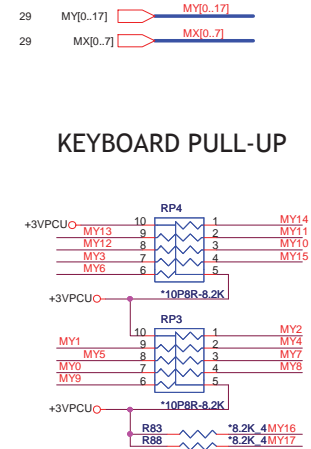 29 MY[0..17] MY[0..17]
29 MX[0..7] MX[0..7]
KEYBOARD PULL-UP
RP4
+3VPCU 10 1 MY14
MY13 9 2 MY11
MY12 8 3 MY10
MY3 7 4 MY15
MY6 6 5
+3VPCU *10P8R-8.2K
RP3
10 1 MY2
MY1 9 2 MY4
MY5 8 3 MY7
MY0 7 4 MY8
MY9 6 5
+3VPCU *10P8R-8.2K
R83 *8.2K_4 MY16
R88 *8.2K_4 MY17